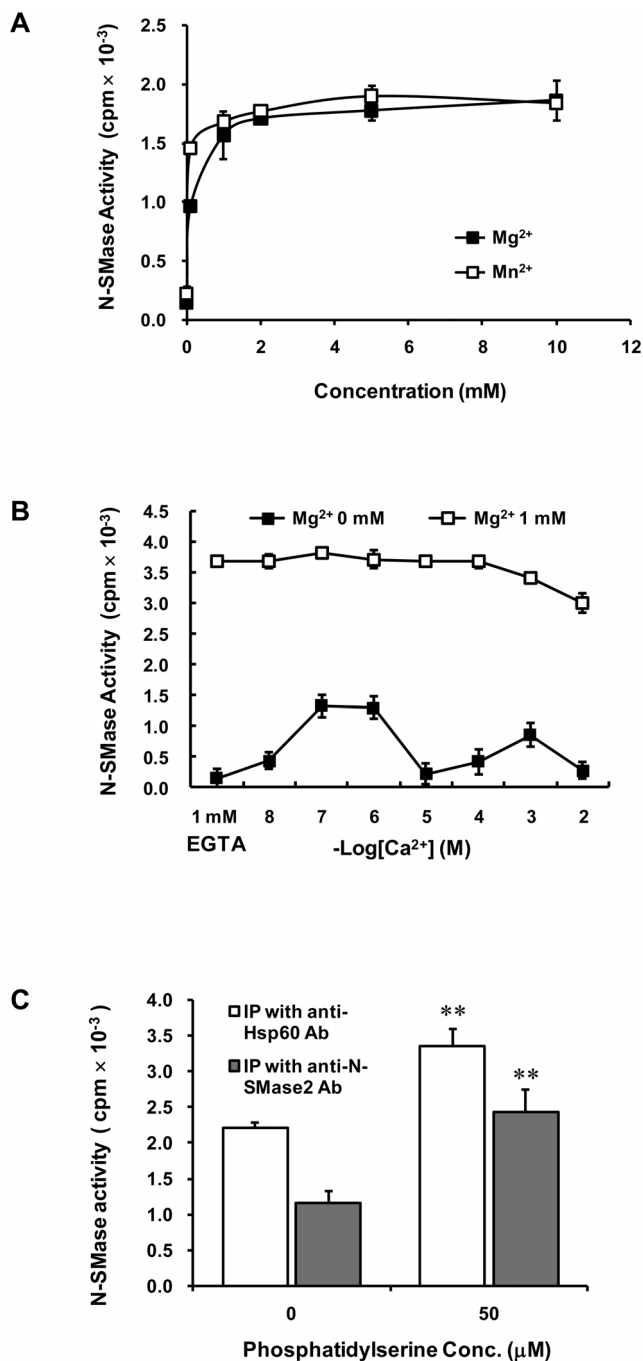 A
N-SMase Activity (cpm × 10⁻³)
2.5
2.0
1.5
1.0
0.5
0.0
Mg²⁺
Mn²⁺
0 2 4 6 8 10 12
Concentration (mM)
B
N-SMase Activity (cpm × 10⁻³)
Mg²⁺ 0 mM Mg²⁺ 1 mM
4.5
4.0
3.5
3.0
2.5
2.0
1.5
1.0
0.5
0.0
1 mM 8 7 6 5 4 3 2
EGTA -Log[Ca²⁺] (M)
C
N-SMase activity ( cpm × 10⁻³)
4.0
3.5
3.0
2.5
2.0
1.5
1.0
0.5
0.0
IP with anti-
Hsp60 Ab
IP with anti-N-
SMase2 Ab
**
**
0 50
Phosphatidylserine Conc. (μM)